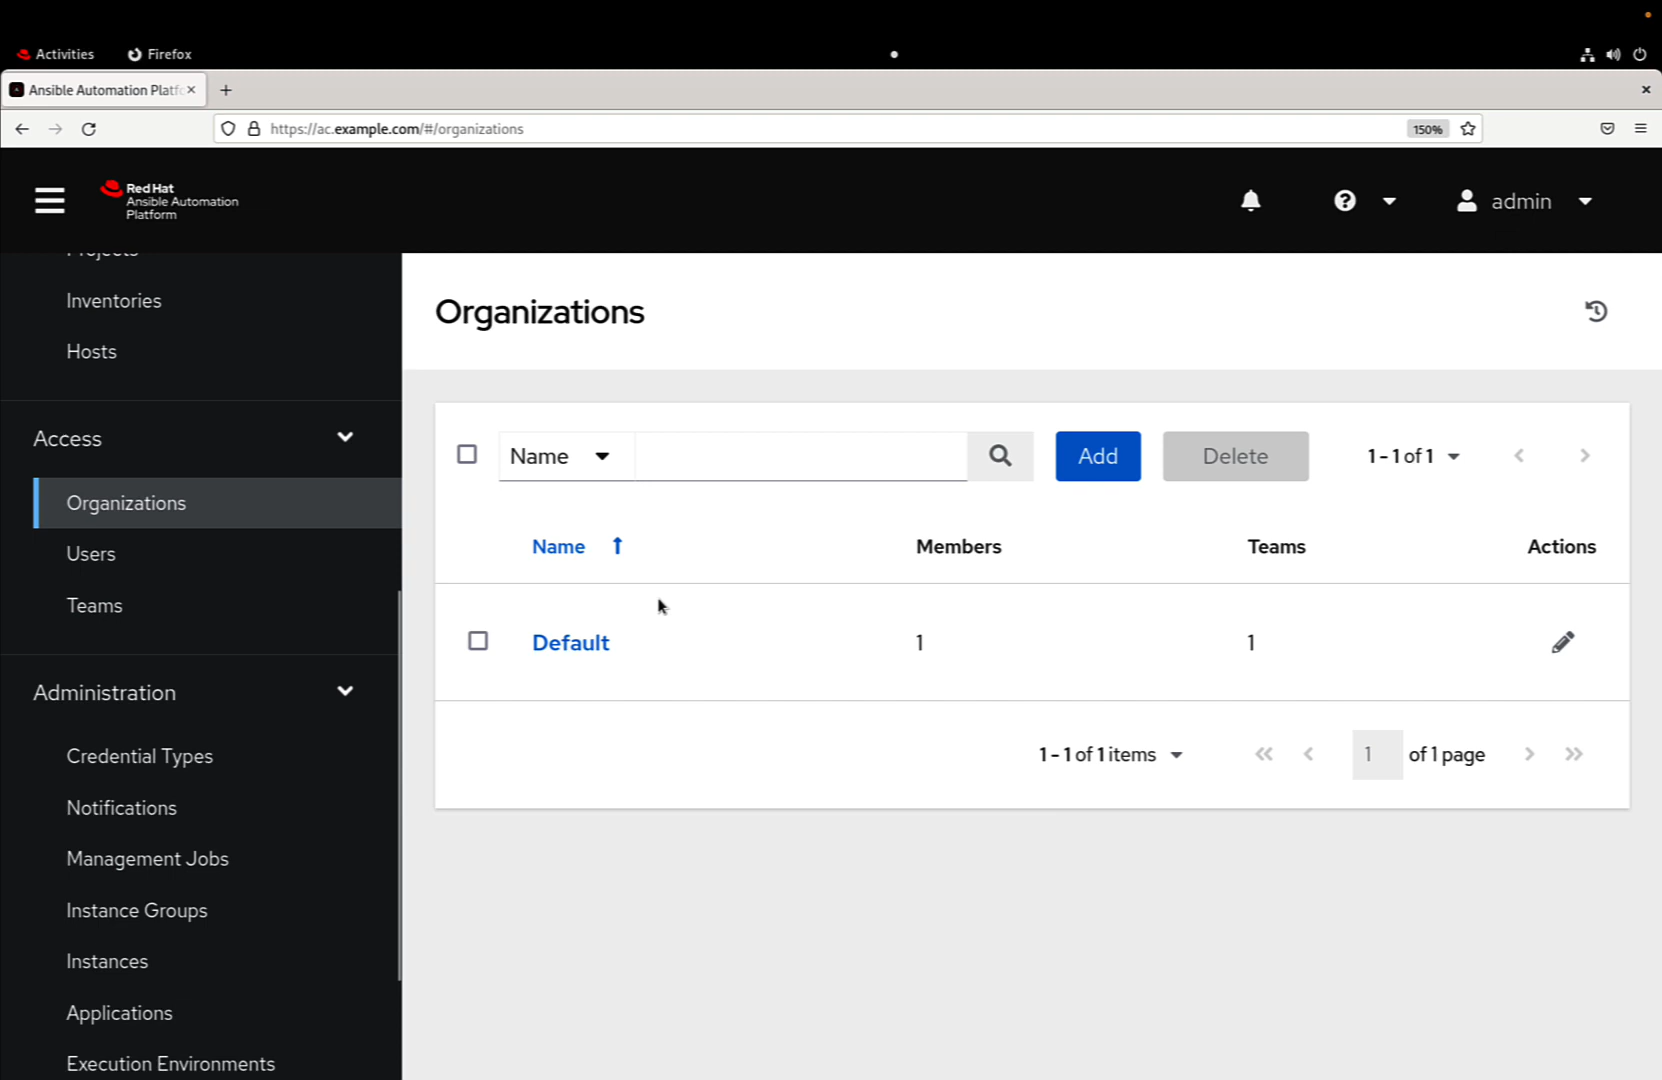 Activities Firefox
Ansible Automation Platfo
https://ac.example.com/#/organizations 150%
Red Hat
Ansible Automation
Platform
admin
Projects
Inventories
Hosts
Access
Organizations
Users
Teams
Administration
Credential Types
Notifications
Management Jobs
Instance Groups
Instances
Applications
Execution Environments
Organizations
Name Add Delete 1 - 1 of 1
Name Members Teams Actions
Default 1 1
1 - 1 of 1 items 1 of 1 page